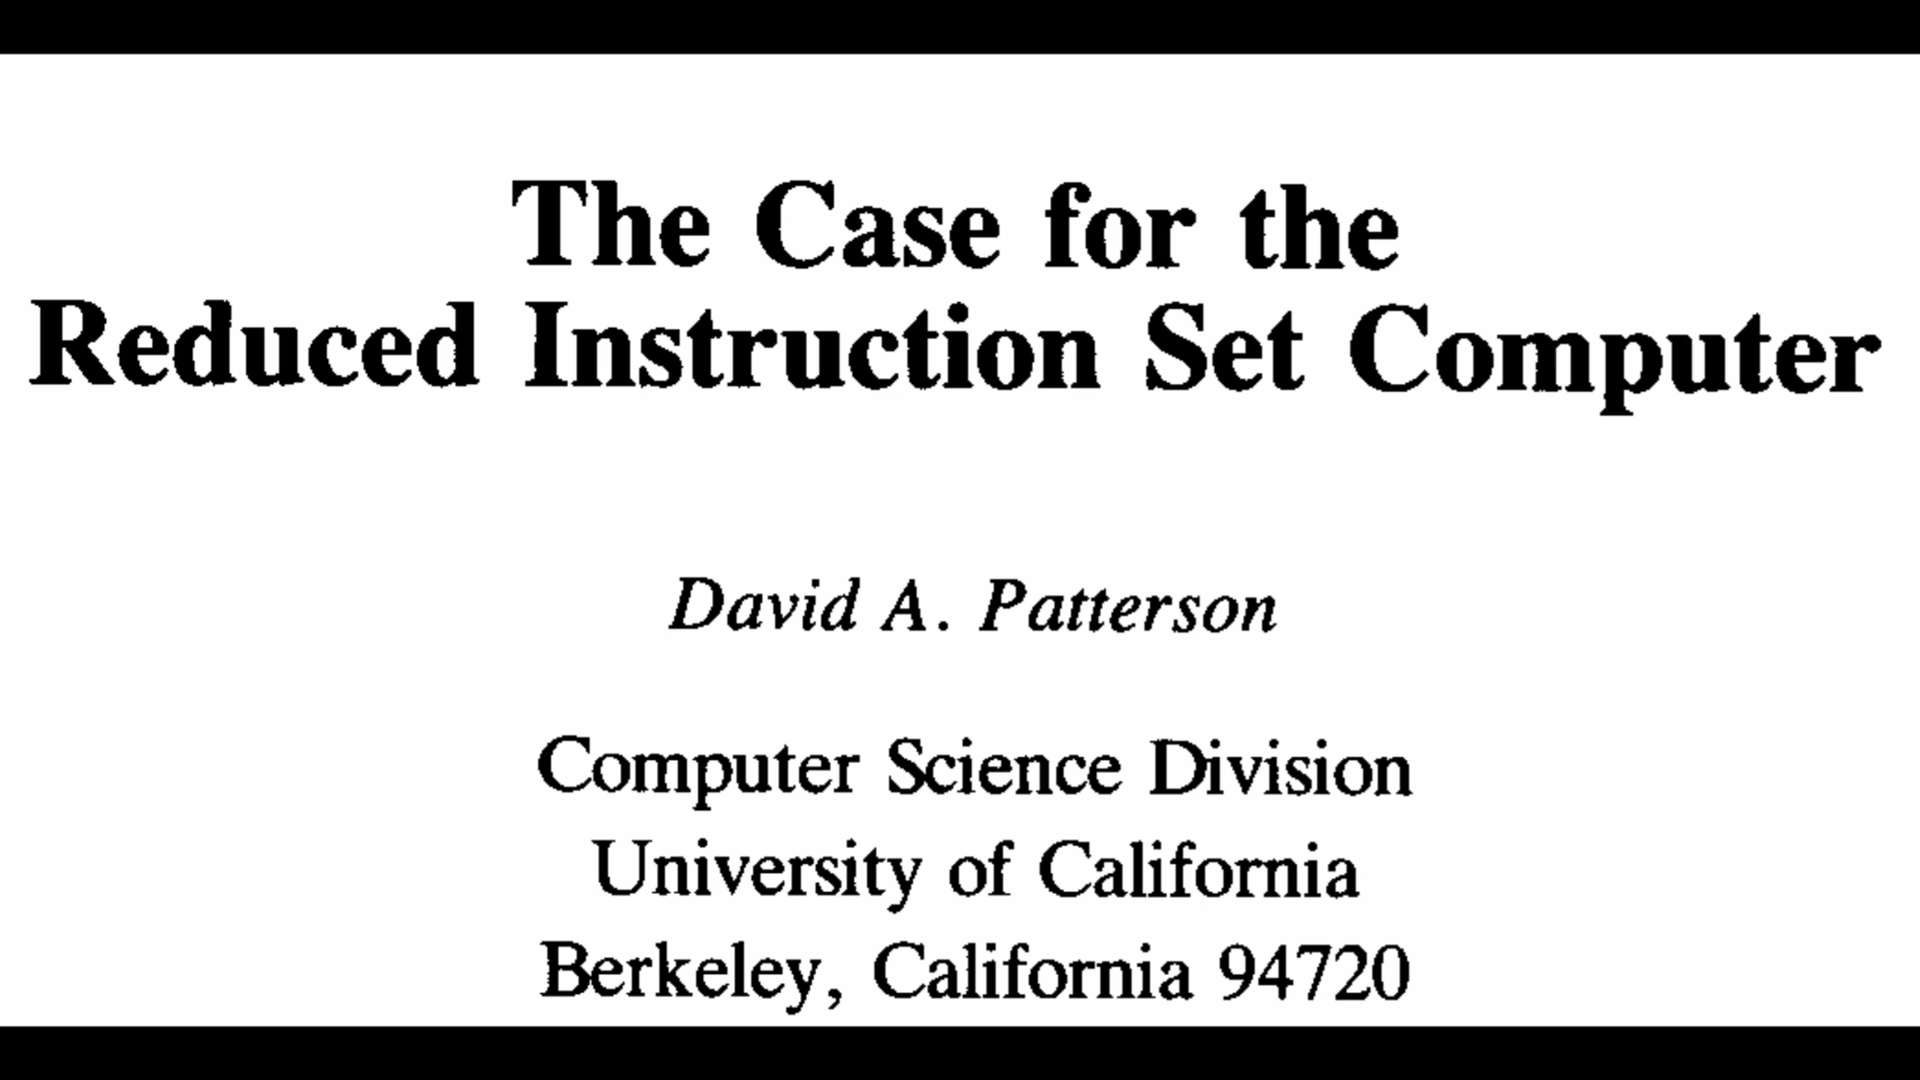 The Case for the
Reduced Instruction Set Computer
David A. Patterson
Computer Science Division
University of California
Berkeley, California 94720